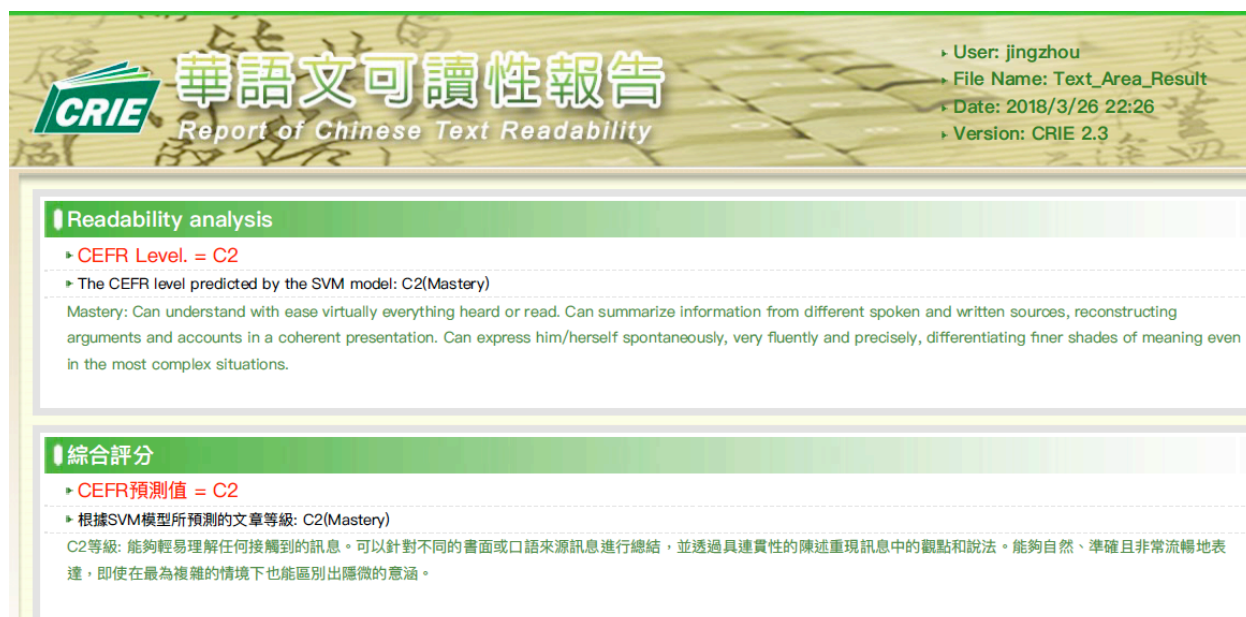 CRIE
華語文可讀性報告
Report of Chinese Text Readability
User: jingzhou
File Name: Text_Area_Result
Date: 2018/3/26 22:26
Version: CRIE 2.3
Readability analysis
CEFR Level. = C2
The CEFR level predicted by the SVM model: C2(Mastery)
Mastery: Can understand with ease virtually everything heard or read. Can summarize information from different spoken and written sources, reconstructing
arguments and accounts in a coherent presentation. Can express him/herself spontaneously, very fluently and precisely, differentiating finer shades of meaning even
in the most complex situations.
綜合評分
CEFR預測值 = C2
根據SVM模型所預測的文章等級: C2(Mastery)
C2等級: 能夠輕易理解任何接觸到的訊息。可以針對不同的書面或口語來源訊息進行總結，並透過具連貫性的陳述重現訊息中的觀點和說法。能夠自然、準確且非常流暢地表
達，即使在最為複雜的情境下也能區別出隱微的意涵。